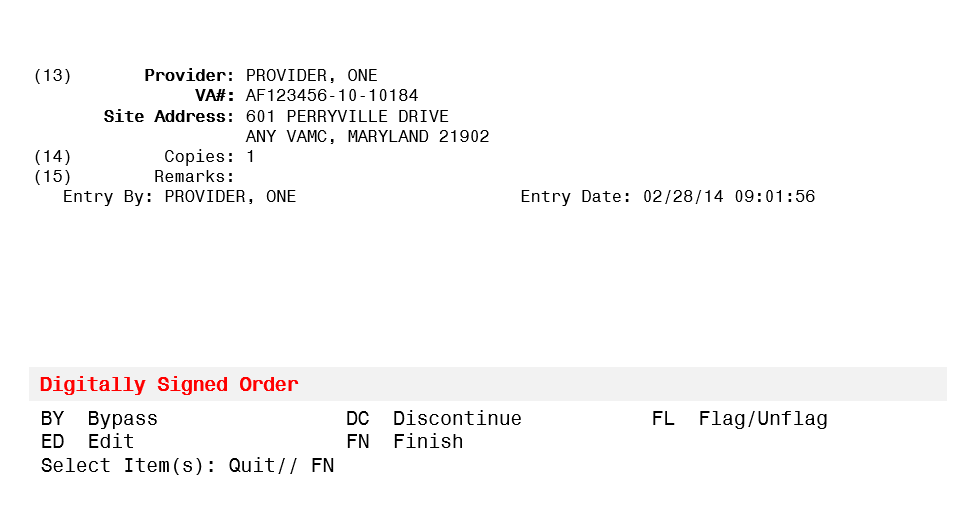 (13) Provider: PROVIDER, ONE
VA#: AF123456-10-10184
Site Address: 601 PERRYVILLE DRIVE
ANY VAMC, MARYLAND 21902
(14) Copies: 1
(15) Remarks:
Entry By: PROVIDER, ONE Entry Date: 02/28/14 09:01:56
Digitally Signed Order
BY Bypass DC Discontinue FL Flag/Unflag
ED Edit FN Finish
Select Item(s): Quit// FN